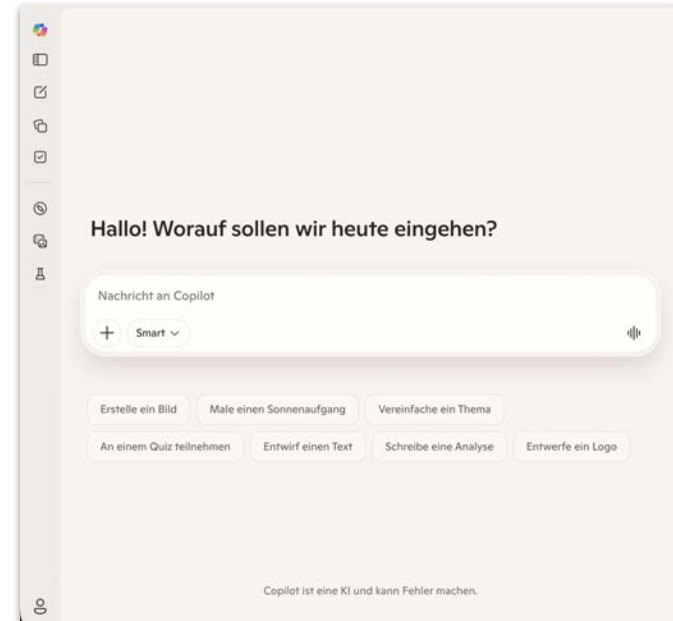 Hallo! Worauf sollen wir heute eingehen?
Nachricht an Copilot
Smart
Erstelle ein Bild
Male einen Sonnenaufgang
Vereinfache ein Thema
An einem Quiz teilnehmen
Entwirf einen Text
Schreibe eine Analyse
Entwerfe ein Logo
Copilot ist eine KI und kann Fehler machen.